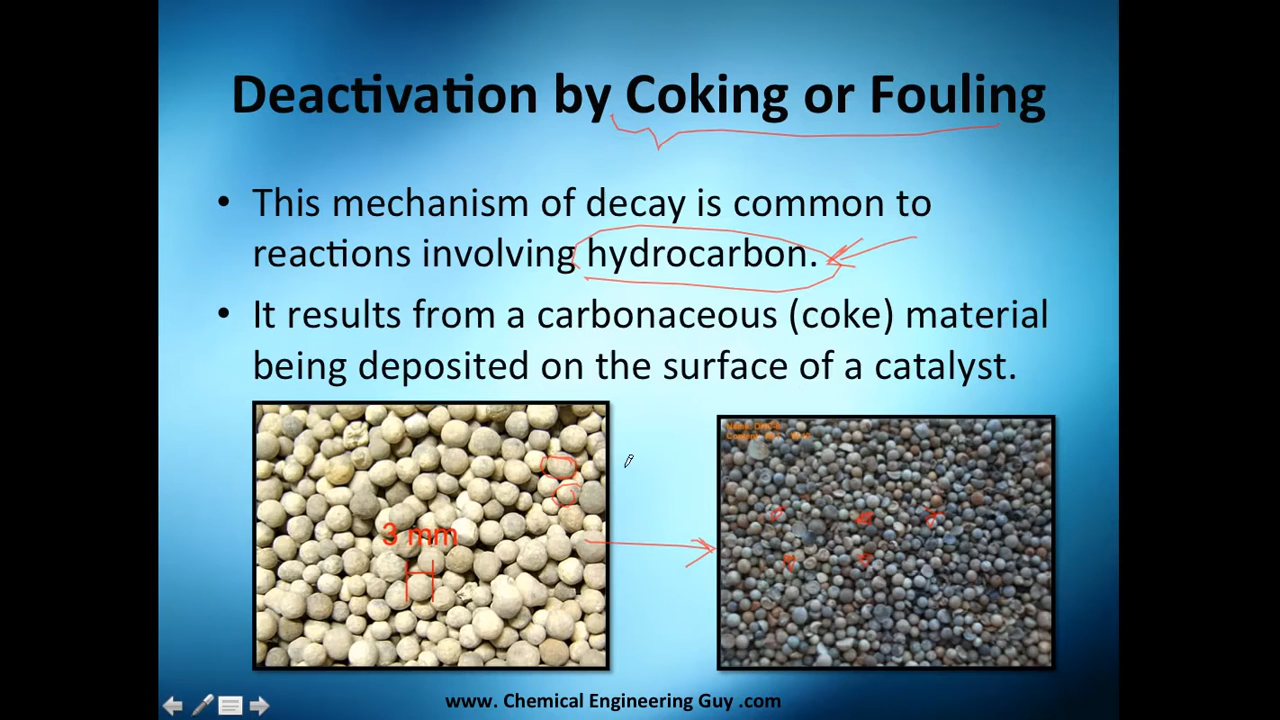 Deactivation by Coking or Fouling
• This mechanism of decay is common to
reactions involving hydrocarbon.
• It results from a carbonaceous (coke) material
being deposited on the surface of a catalyst.
3 mm
www. Chemical Engineering Guy .com